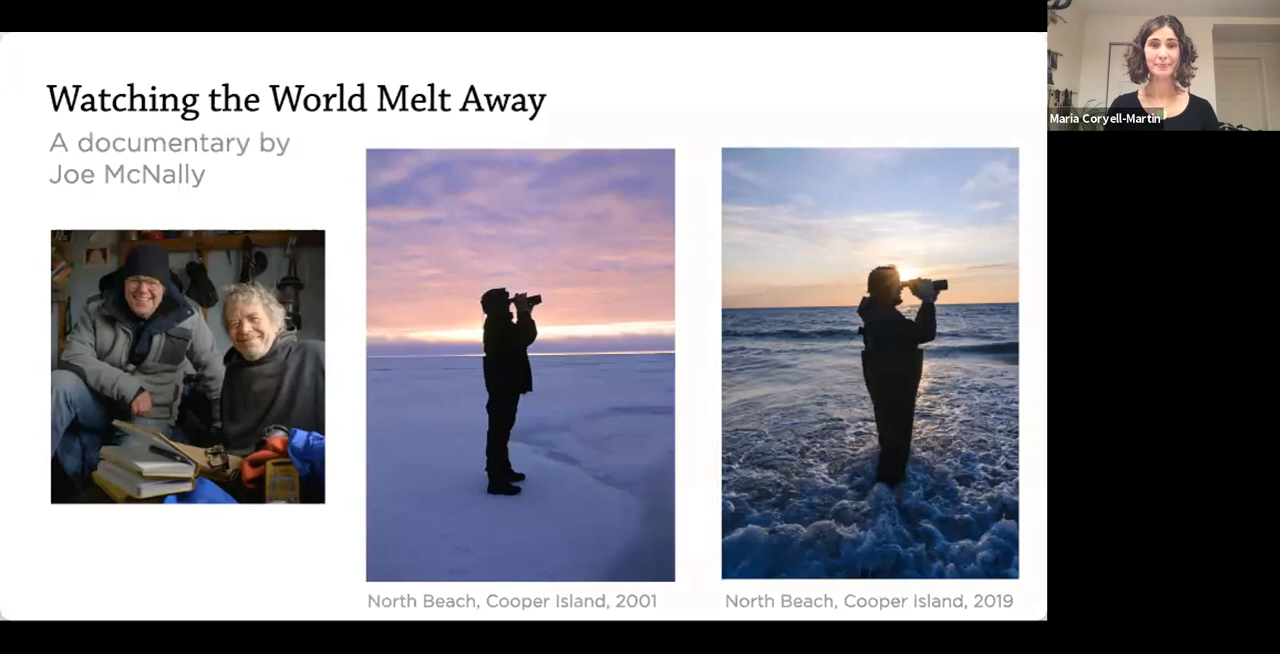 Watching the World Melt Away
A documentary by
Joe McNally
North Beach, Cooper Island, 2001
North Beach, Cooper Island, 2019
Maria Coryell-Martin